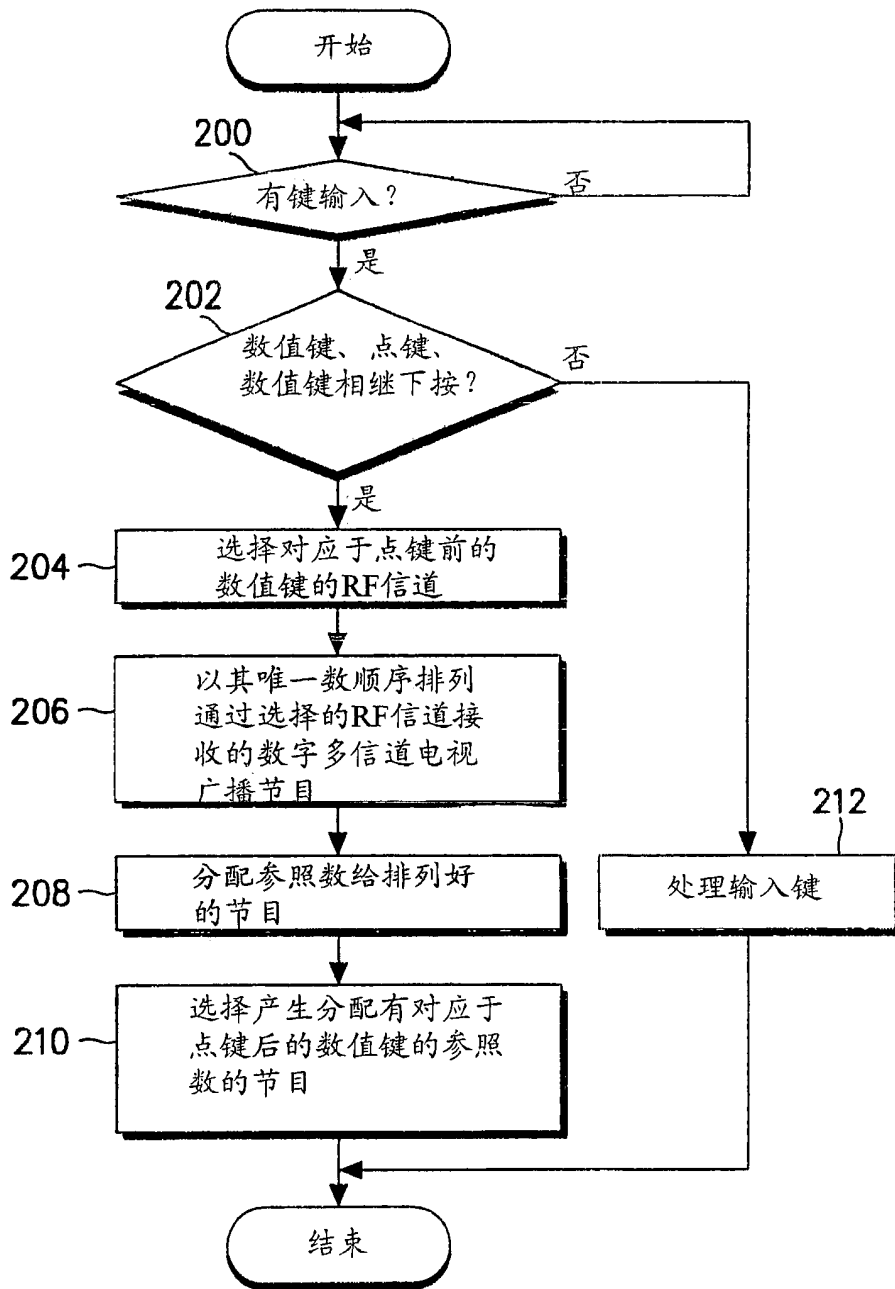 开始
200
有键输入?
否
是
202
数值键、点键、
数值键相继下按?
否
是
204
选择对应于点键前的
数值键的RF信道
206
以其唯一数顺序排列
通过选择的RF信道接
收的数字多信道电视
广播节目
208
分配参照数给排列好
的节目
212
处理输入键
210
选择产生分配有对应于
点键后的数值键的参照
数的节目
结束